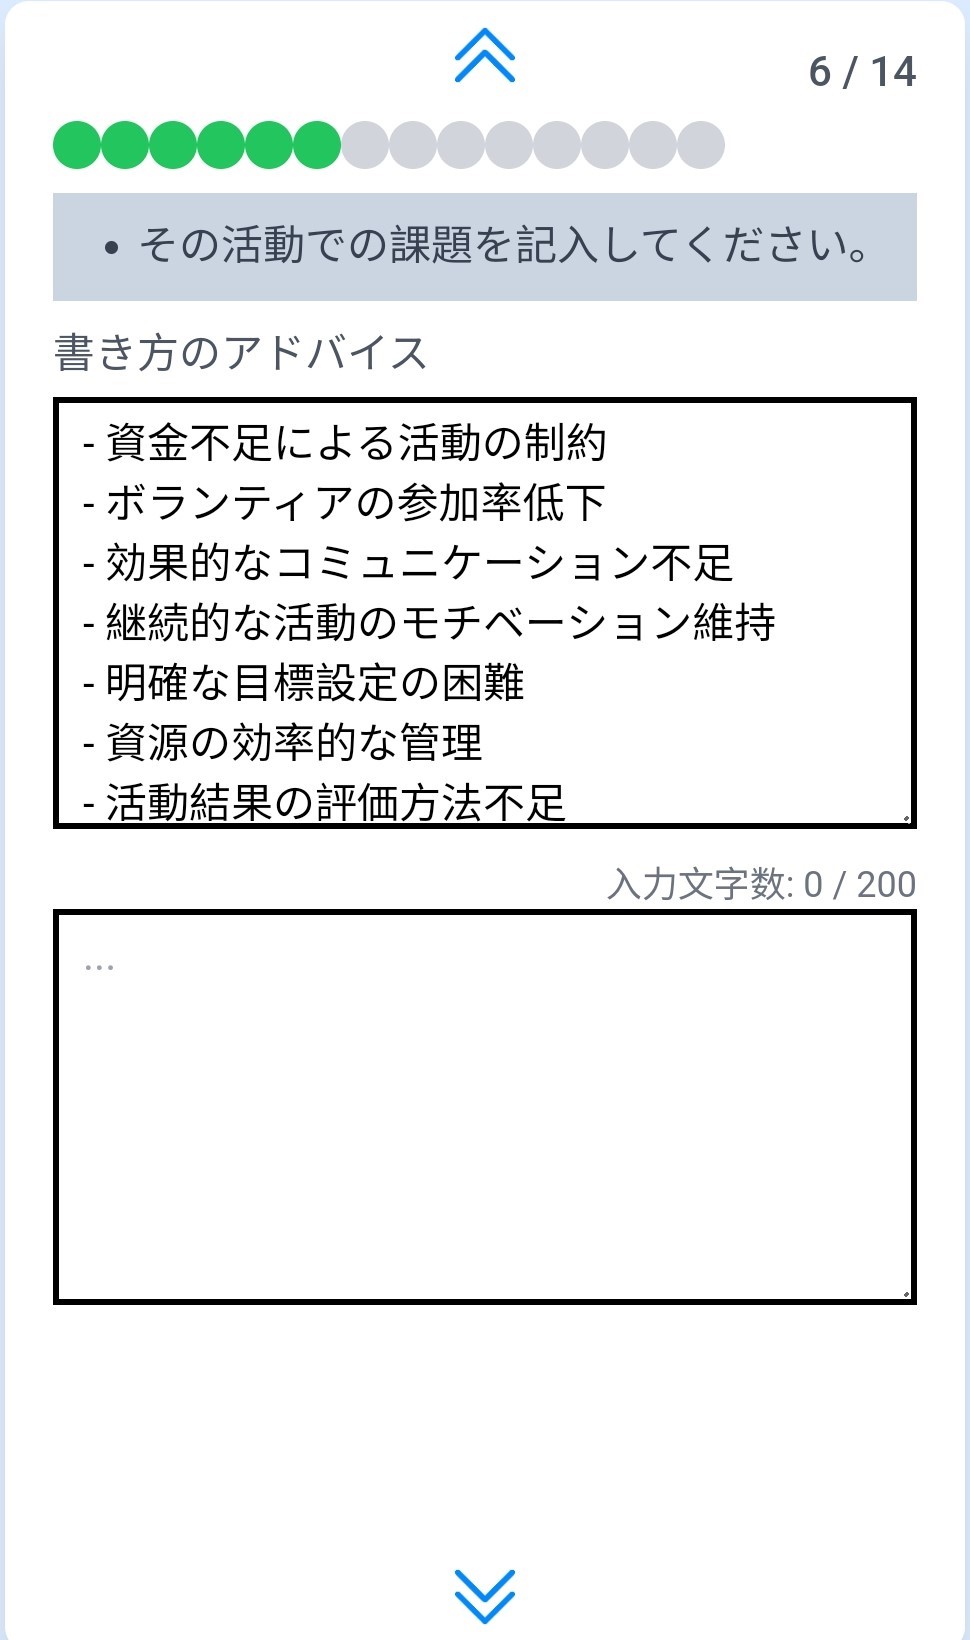 6 / 14
• その活動での課題を記入してください。
書き方のアドバイス
- 資金不足による活動の制約
- ボランティアの参加率低下
- 効果的なコミュニケーション不足
- 継続的な活動のモチベーション維持
- 明確な目標設定の困難
- 資源の効率的な管理
- 活動結果の評価方法不足
入力文字数: 0 / 200
...